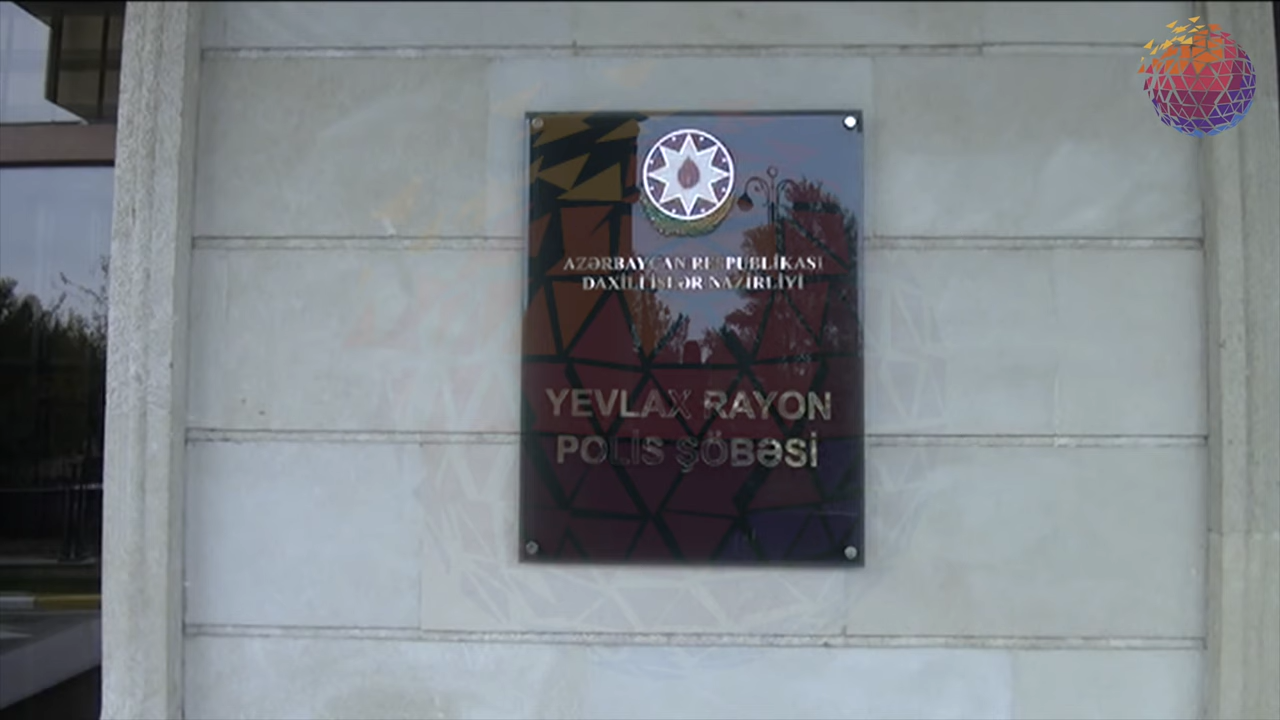 AZƏRBAYCAN RESPUBLİKASI
DAXİLİ İŞLƏR NAZİRLİYİ
YEVLAX RAYON
POLİS ŞÖBƏSİ